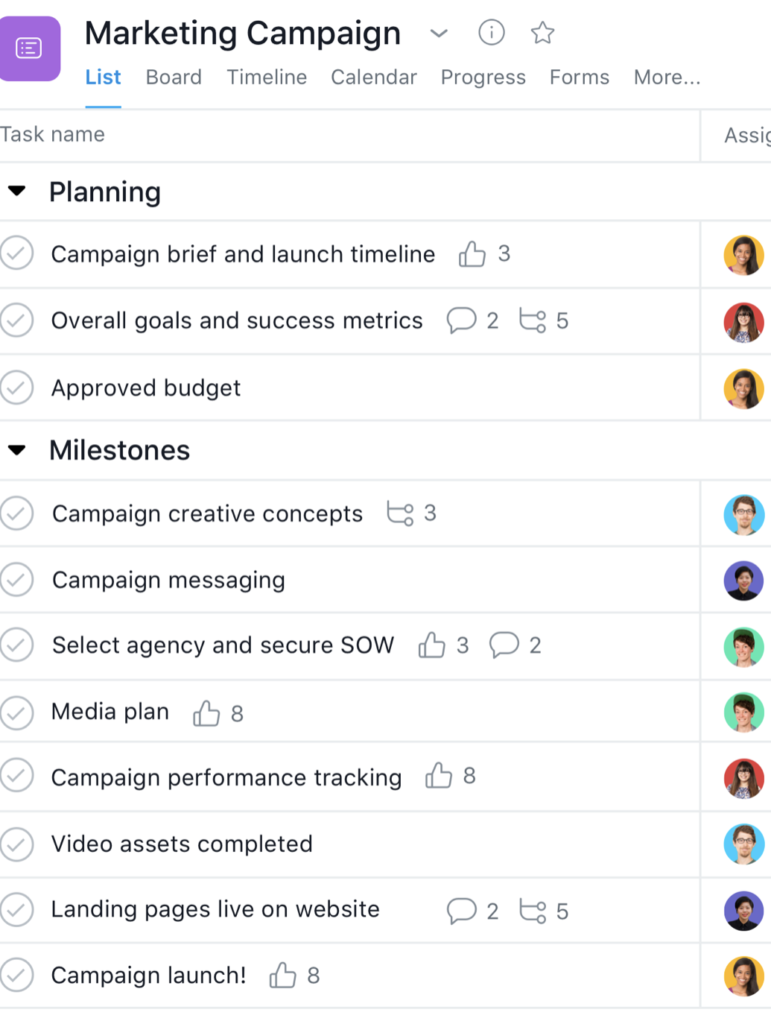 Marketing Campaign
List Board Timeline Calendar Progress Forms More...
Task name Assig
Planning
Campaign brief and launch timeline 3
Overall goals and success metrics 2 5
Approved budget
Milestones
Campaign creative concepts 3
Campaign messaging
Select agency and secure SOW 3 2
Media plan 8
Campaign performance tracking 8
Video assets completed
Landing pages live on website 2 5
Campaign launch! 8